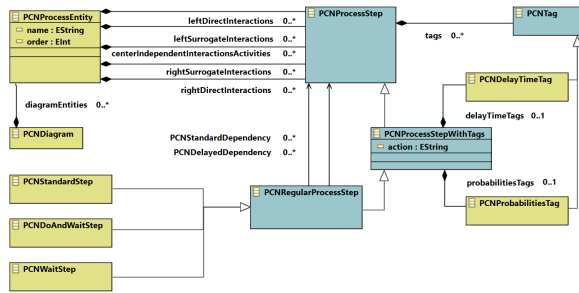 PCNProcessEntity
name : EString
order : EInt
leftDirectInteractions 0..*
leftSurrogateInteractions 0..*
centerIndependentInteractionsActivities 0..*
rightSurrogateInteractions 0..*
rightDirectInteractions 0..*
PCNProcessStep
tags 0..*
PCNTag
PCNDelayTimeTag
delayTimeTags 0..1
diagramEntities 0..*
PCNDiagram
PCNStandardDependency 0..*
PCNDelayedDependency 0..*
PCNProcessStepWithTags
action : EString
probabilitiesTags 0..1
PCNProbabilitiesTag
PCNStandardStep
PCNDoAndWaitStep
PCNWaitStep
PCNRegularProcessStep